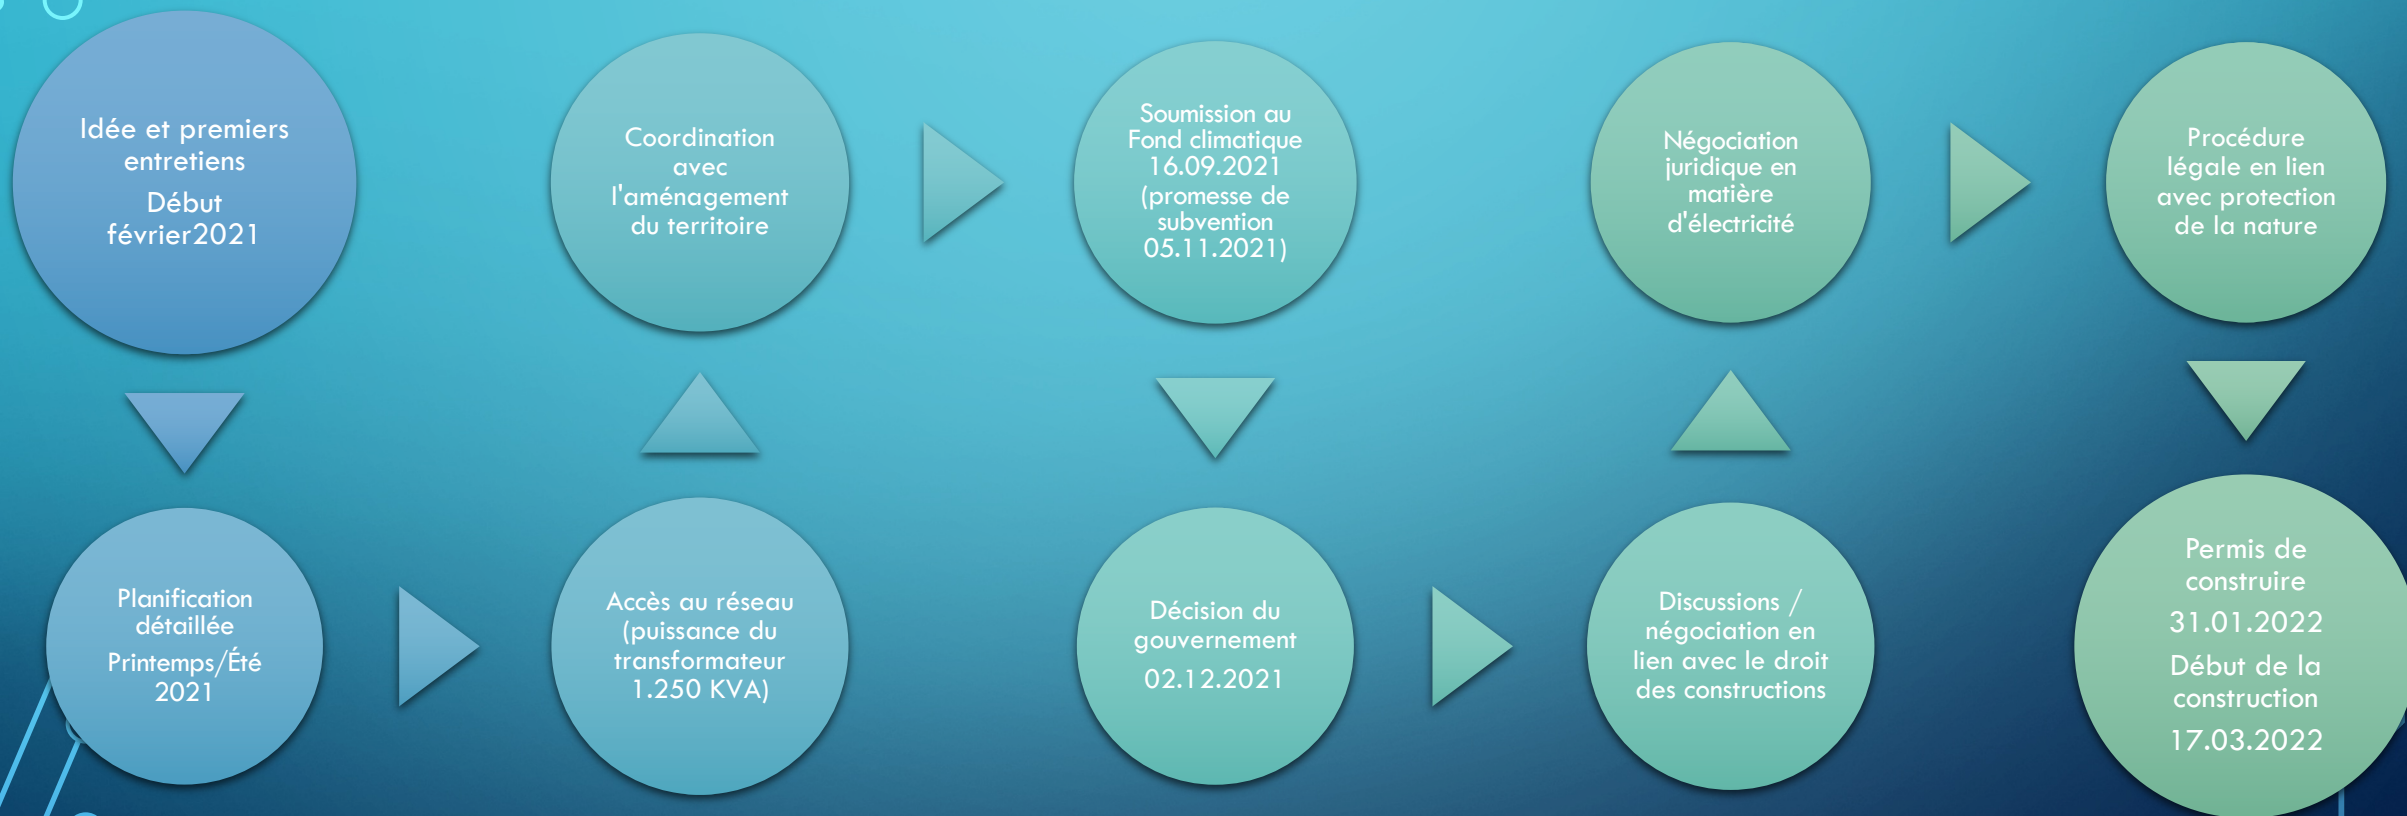 Idée et premiers
entretiens
Début
février2021
Planification
détaillée
Printemps/Été
2021
Accès au réseau
(puissance du
transformateur
1.250 KVA)
Coordination
avec
l'aménagement
du territoire
Soumission au
Fond climatique
16.09.2021
(promesse de
subvention
05.11.2021)
Décision du
gouvernement
02.12.2021
Discussions /
négociation en
lien avec le droit
des constructions
Négociation
juridique en
matière
d'électricité
Procédure
légale en lien
avec protection
de la nature
Permis de
construire
31.01.2022
Début de la
construction
17.03.2022